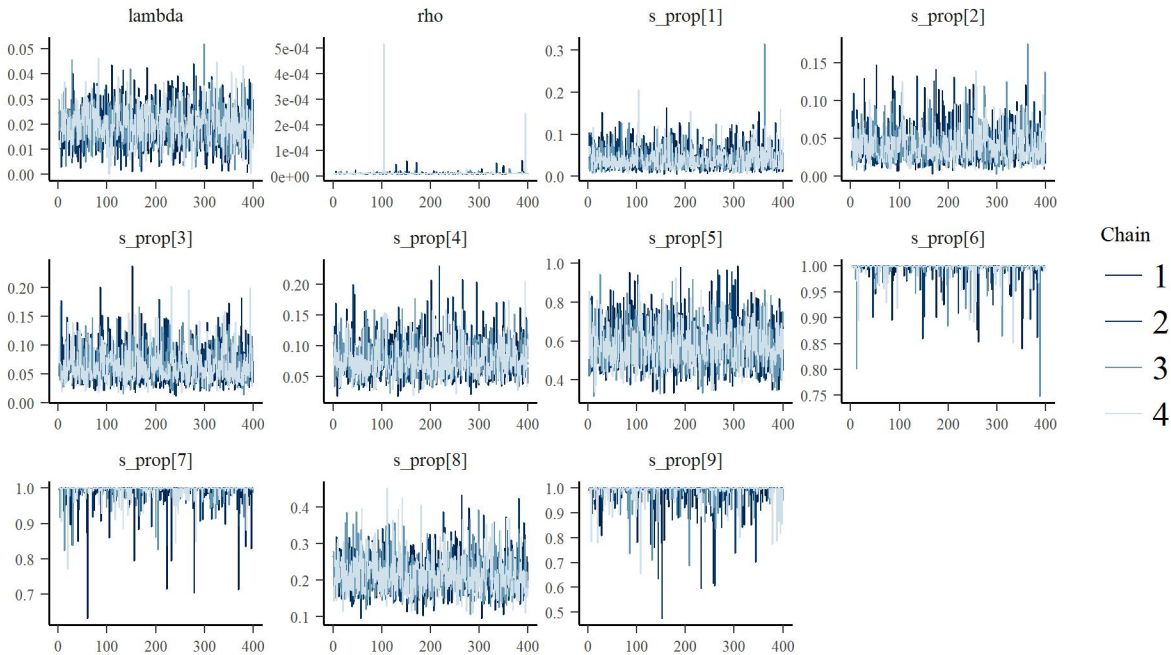 lambda
rho
s_prop[1]
s_prop[2]
0.05
0.04
0.03
0.02
0.01
0.00
0 100 200 300 400
5e-04
4e-04
3e-04
2e-04
1e-04
0e+00
0 100 200 300 400
0.3
0.2
0.1
0.0
0 100 200 300 400
0.15
0.10
0.05
0.00
0 100 200 300 400
s_prop[3]
s_prop[4]
s_prop[5]
s_prop[6]
0.20
0.15
0.10
0.05
0.00
0 100 200 300 400
0.20
0.15
0.10
0.05
0 100 200 300 400
1.0
0.8
0.6
0.4
0 100 200 300 400
1.00
0.95
0.90
0.85
0.80
0.75
0 100 200 300 400
s_prop[7]
s_prop[8]
s_prop[9]
1.0
0.9
0.8
0.7
0 100 200 300 400
0.4
0.3
0.2
0.1
0 100 200 300 400
1.0
0.9
0.8
0.7
0.6
0.5
0 100 200 300 400
Chain
1
2
3
4